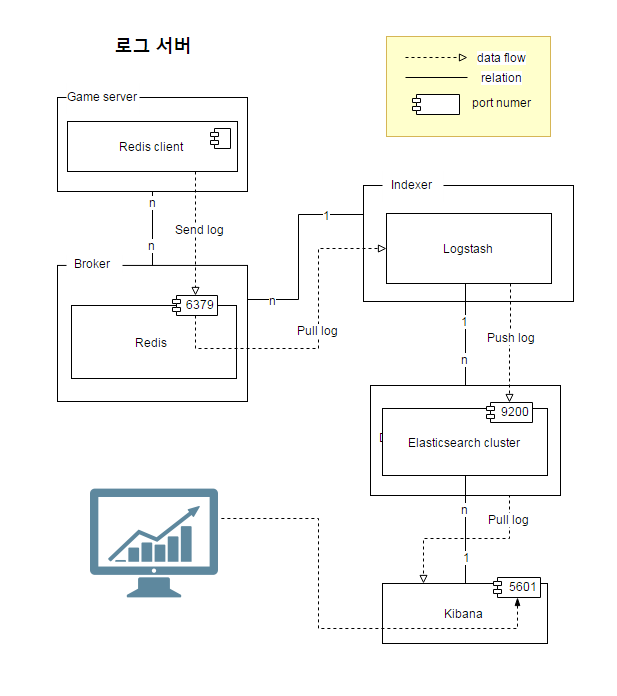 로그 서버
data flow
relation
port numer
Game server
Redis client
n
Send log
n
Broker
6379
Redis
n
1
Pull log
Indexer
Logstash
1
Push log
n
9200
Elasticsearch cluster
n
Pull log
1
5601
Kibana